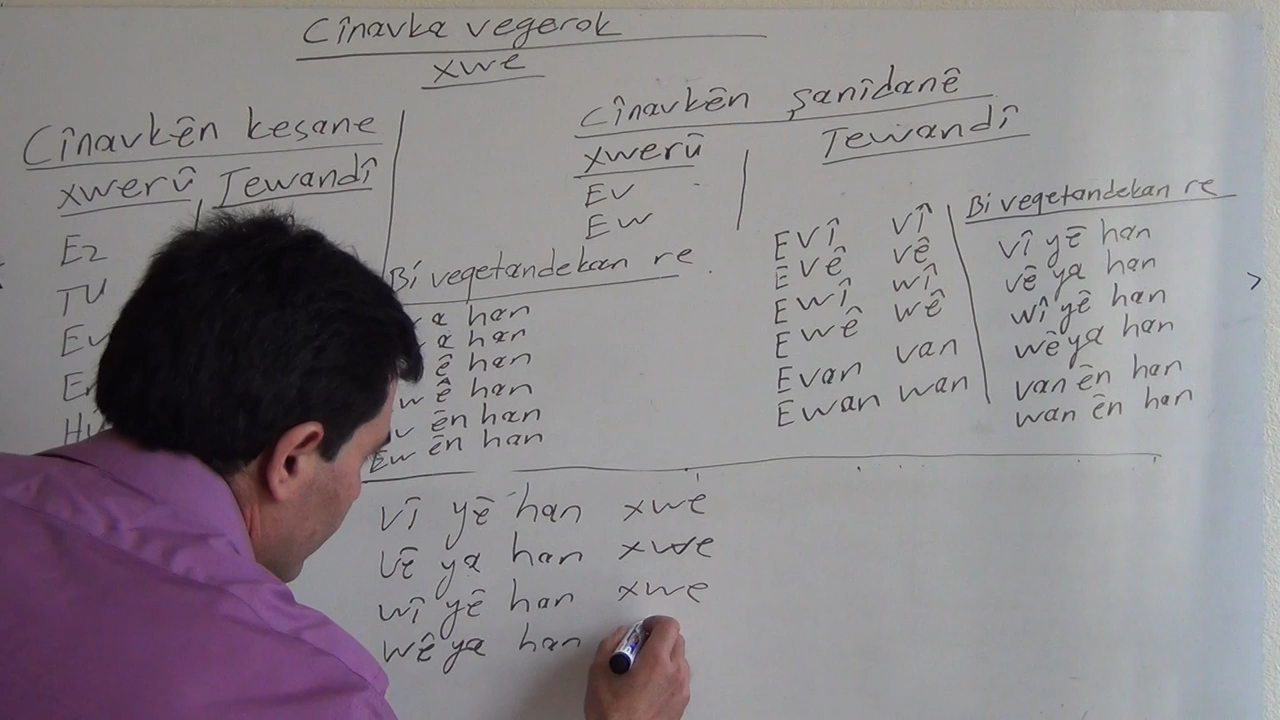 Cînavka vegerok
xwe
Cînavkên kesane
xwerû Tewandî
Ez
TU
Cînavkên şanîdanê
xwerû
Tewandî
EV
EW
Bi vegetandekan re
a han
a han
ê han
wê han
ên han
Ew ên han
EVî vî
Evê vê
Ewî wî
Ewê wê
Evan van
Ewan wan
Bi vegetandekan re
vî yê han
vê ya han
wî yê han
wê ya han
van ên han
wan ên han
vî yê han xwe
vê ya han xwe
wî yê han xwe
wê ya han